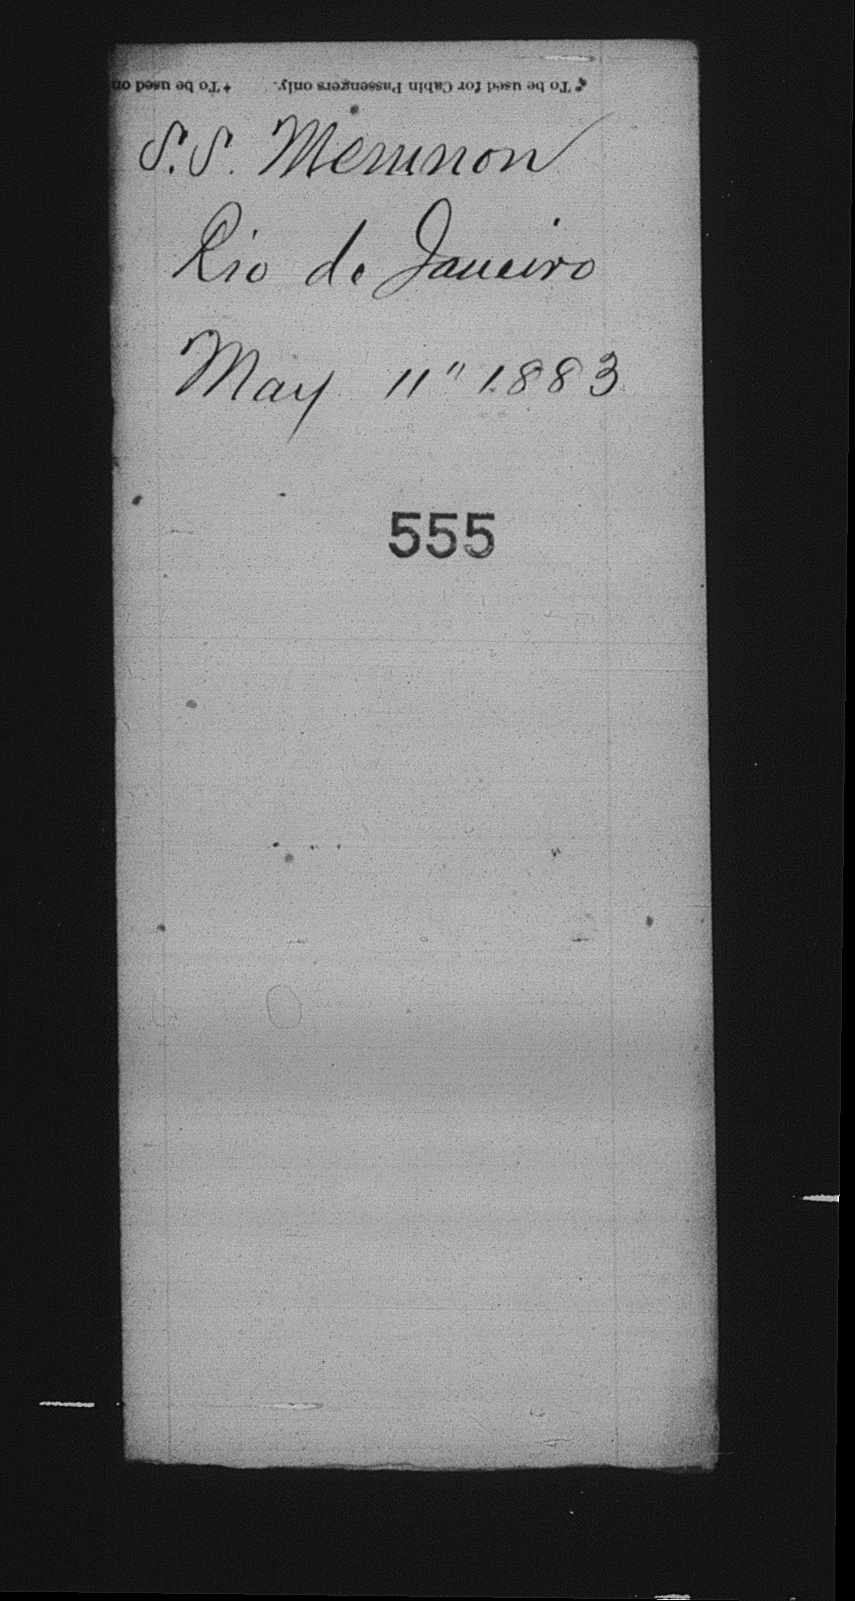 * To be used for Cabin Passengers only. † To be used on
S.S. Memnon
Rio de Janeiro
May 11" 1883
555